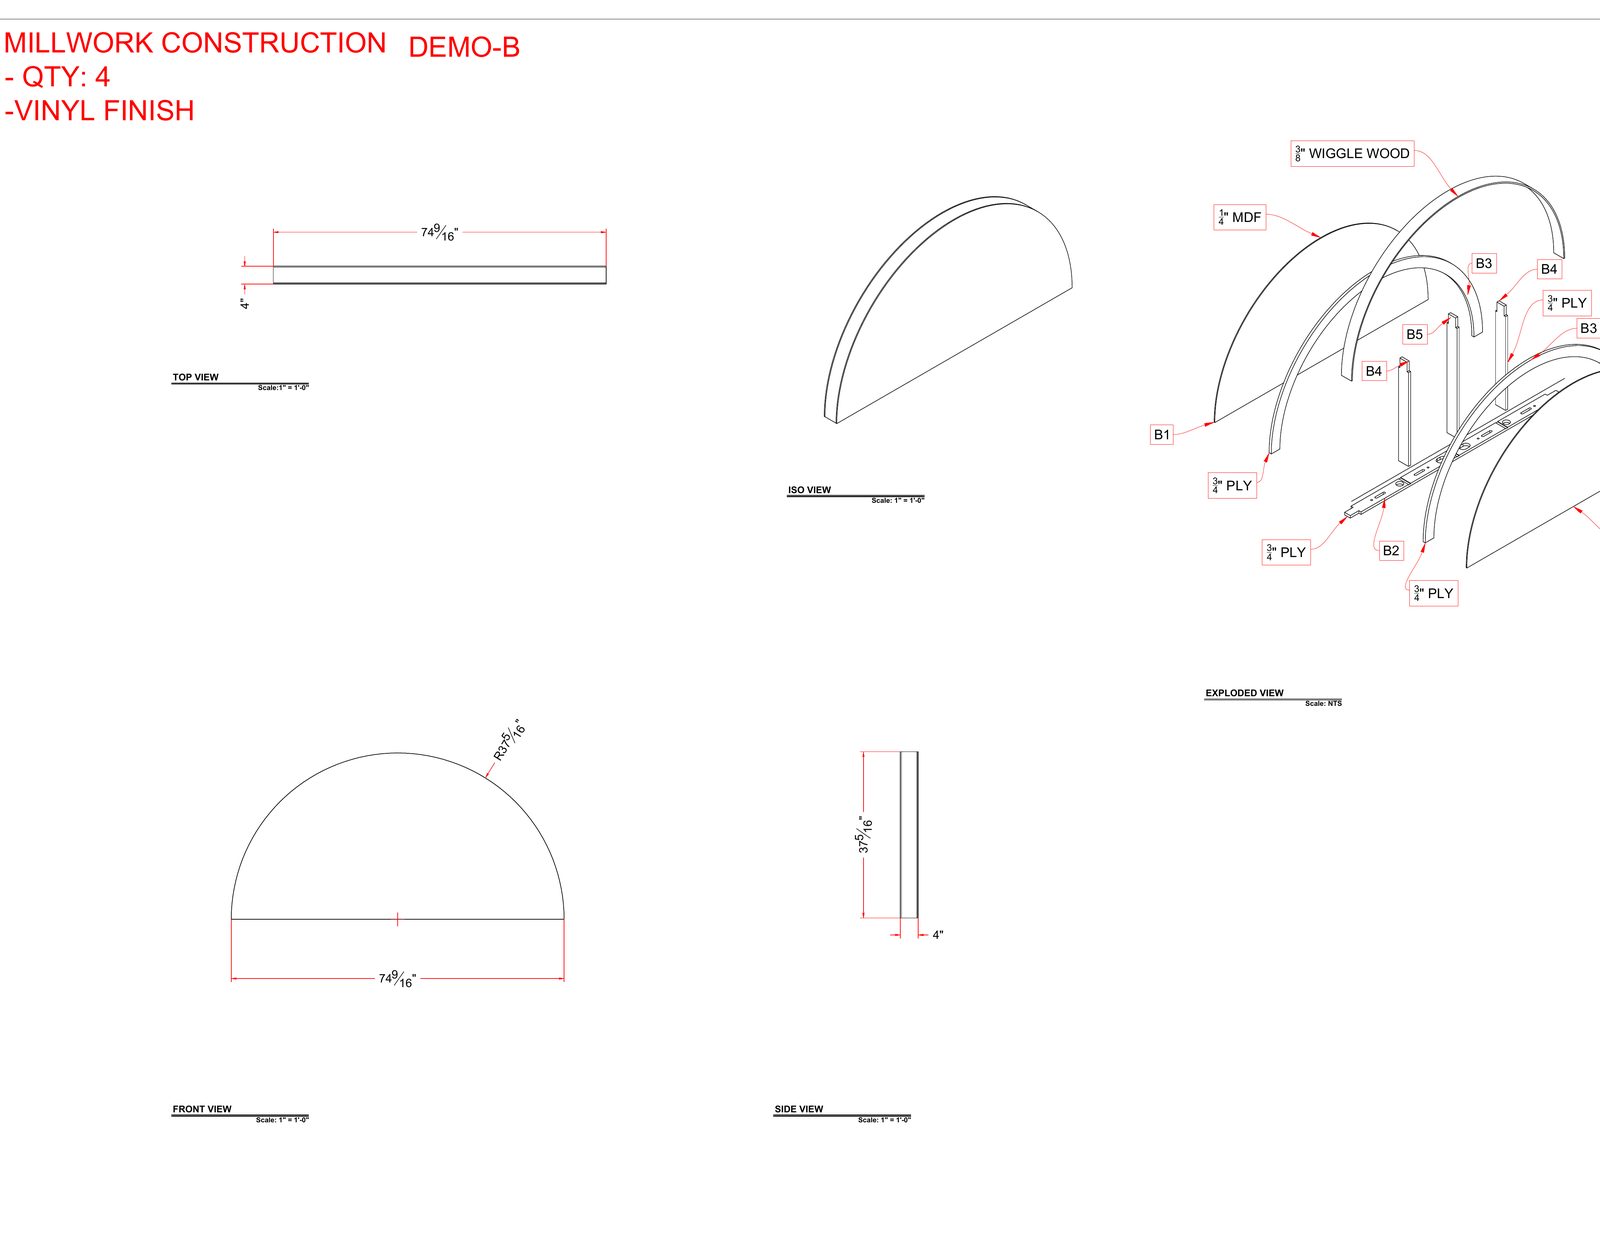 MILLWORK CONSTRUCTION DEMO-B
- QTY: 4
-VINYL FINISH
74 9/16"
4"
TOP VIEW
Scale:1" = 1'-0"
ISO VIEW
Scale: 1" = 1'-0"
3/8" WIGGLE WOOD
1/4" MDF
B3
B4
3/4" PLY
B3
B5
B4
B1
3/4" PLY
3/4" PLY
B2
3/4" PLY
EXPLODED VIEW
Scale: NTS
R37 5/16"
74 9/16"
FRONT VIEW
Scale: 1" = 1'-0"
37 5/16"
4"
SIDE VIEW
Scale: 1" = 1'-0"